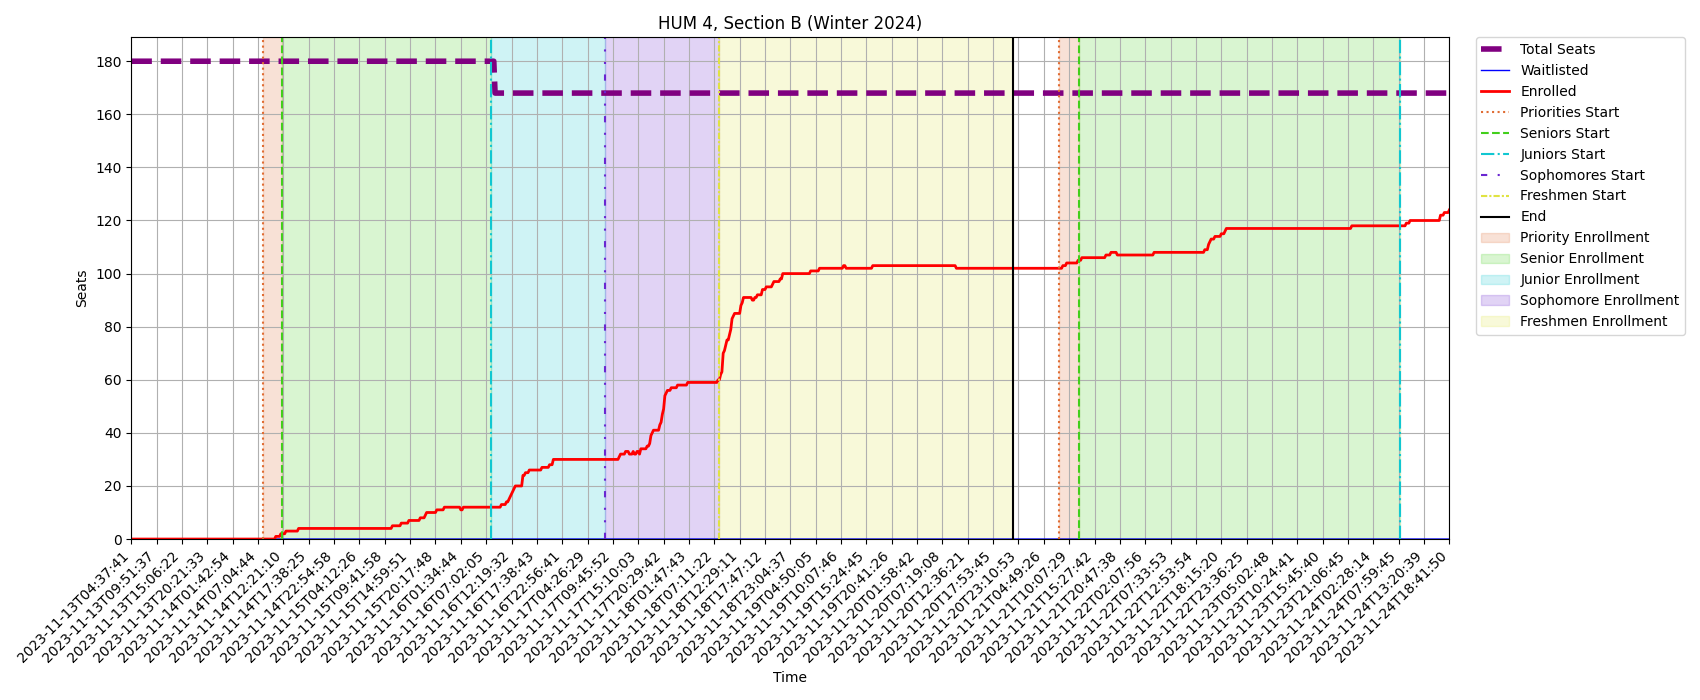 HUM 4, Section B (Winter 2024)
Seats
180
160
140
120
100
80
60
40
20
0
2023-11-13T04:37:41
2023-11-13T09:51:37
2023-11-13T15:06:22
2023-11-13T20:21:33
2023-11-14T01:42:54
2023-11-14T07:04:44
2023-11-14T12:21:10
2023-11-14T17:38:25
2023-11-14T22:54:58
2023-11-15T04:12:26
2023-11-15T09:41:58
2023-11-15T14:59:51
2023-11-15T20:17:48
2023-11-16T01:34:44
2023-11-16T07:02:05
2023-11-16T12:19:32
2023-11-16T17:38:43
2023-11-16T22:56:41
2023-11-17T04:26:29
2023-11-17T09:45:52
2023-11-17T15:10:03
2023-11-17T20:29:42
2023-11-18T01:47:43
2023-11-18T07:11:22
2023-11-18T12:29:11
2023-11-18T17:47:12
2023-11-18T23:04:37
2023-11-19T04:50:05
2023-11-19T10:07:46
2023-11-19T15:24:45
2023-11-19T20:41:26
2023-11-20T01:58:42
2023-11-20T07:19:08
2023-11-20T12:36:21
2023-11-20T17:53:45
2023-11-20T23:10:53
2023-11-21T04:49:26
2023-11-21T10:07:29
2023-11-21T15:27:42
2023-11-21T20:47:38
2023-11-22T02:07:56
2023-11-22T07:33:53
2023-11-22T12:53:54
2023-11-22T18:15:20
2023-11-22T23:36:25
2023-11-23T05:02:48
2023-11-23T10:24:41
2023-11-23T15:45:40
2023-11-23T21:06:45
2023-11-24T02:28:14
2023-11-24T07:59:45
2023-11-24T13:20:39
2023-11-24T18:41:50
Time
Total Seats
Waitlisted
Enrolled
Priorities Start
Seniors Start
Juniors Start
Sophomores Start
Freshmen Start
End
Priority Enrollment
Senior Enrollment
Junior Enrollment
Sophomore Enrollment
Freshmen Enrollment